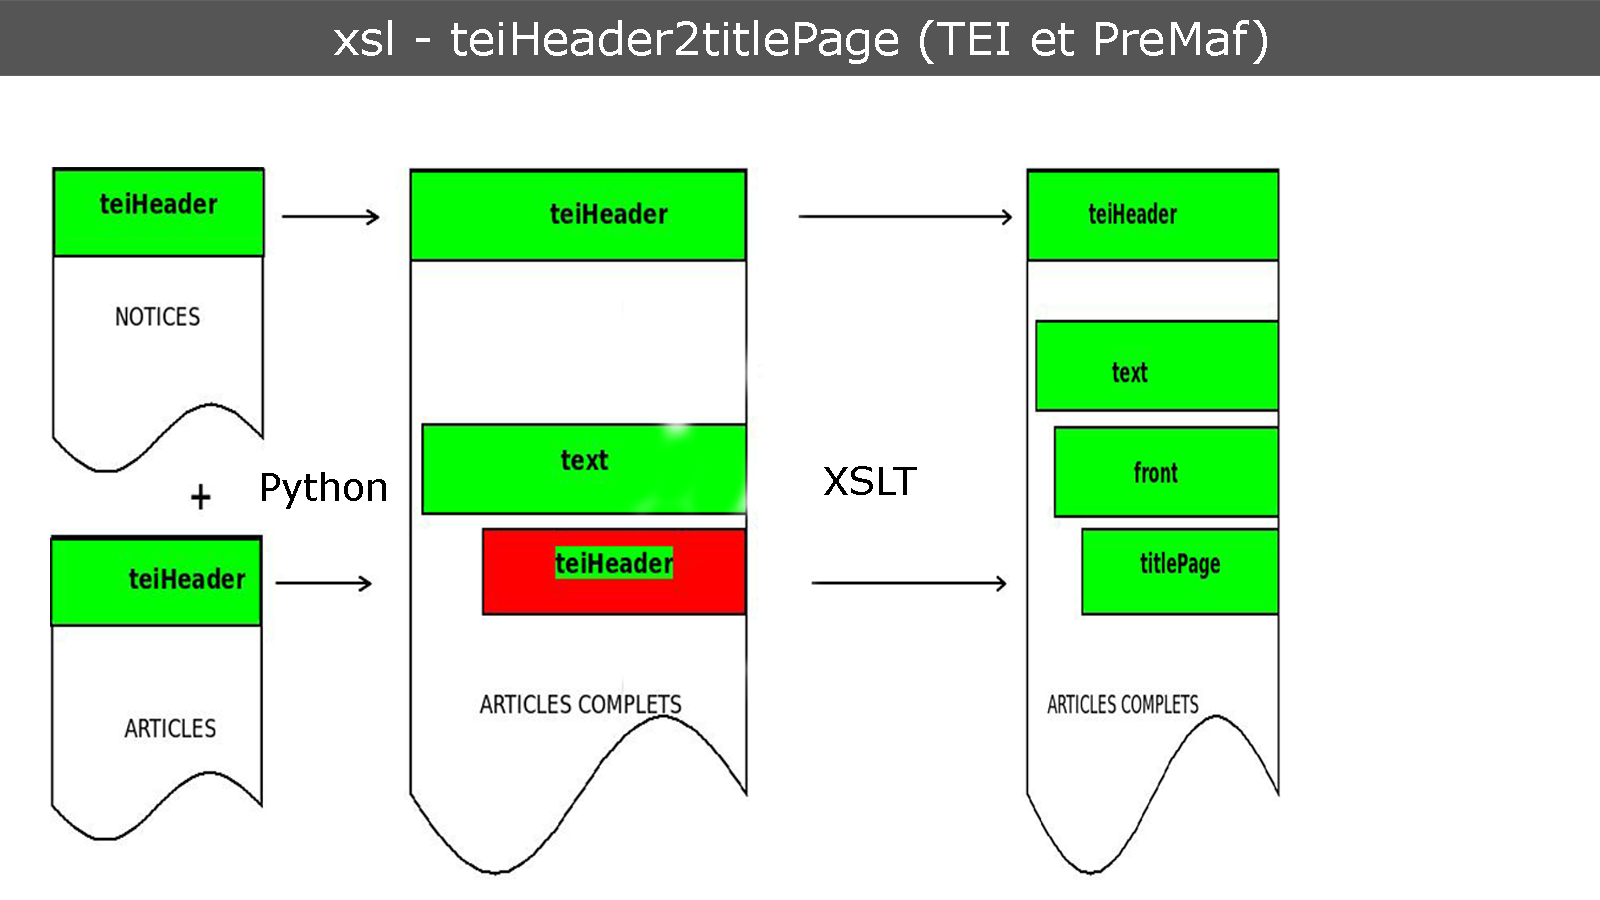 xsl - teiHeader2titlePage (TEI et PreMaf)
teiHeader
NOTICES
+
Python
teiHeader
ARTICLES
teiHeader
text
teiHeader
ARTICLES COMPLETS
XSLT
teiHeader
text
front
titlePage
ARTICLES COMPLETS